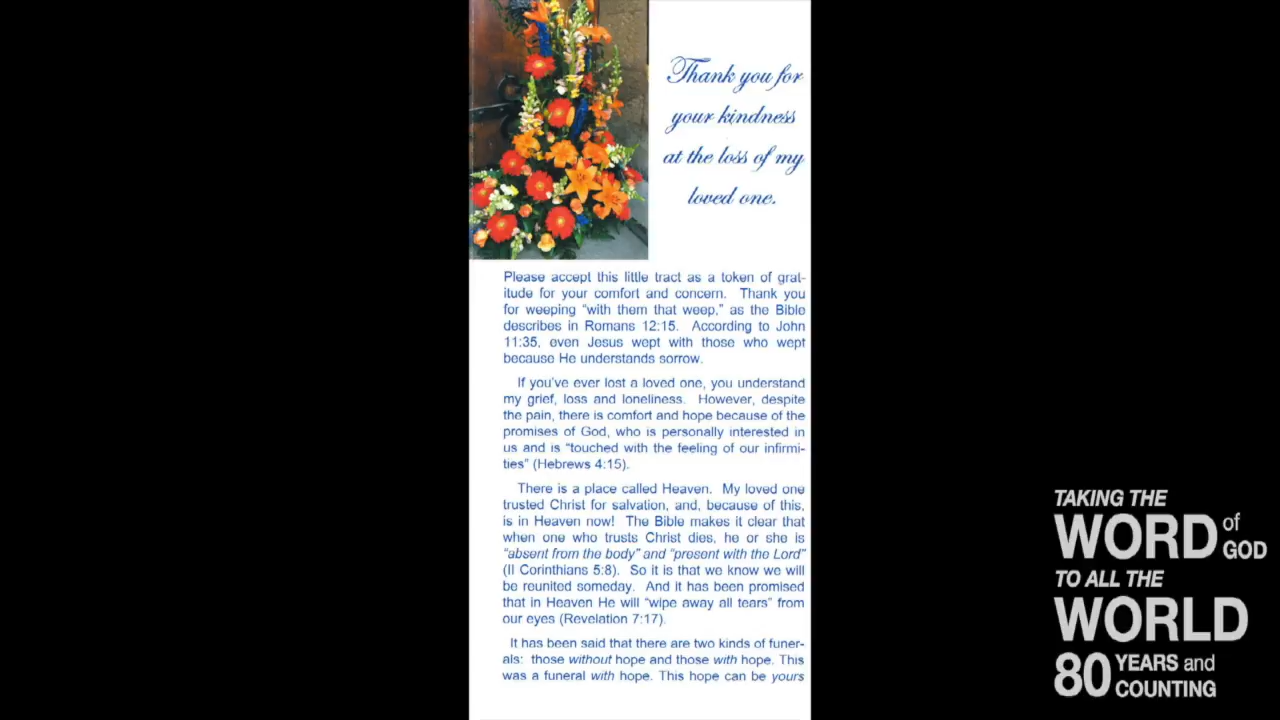 Thank you for
your kindness
at the loss of my
loved one.
Please accept this little tract as a token of grat-
itude for your comfort and concern. Thank you
for weeping "with them that weep," as the Bible
describes in Romans 12:15. According to John
11:35, even Jesus wept with those who wept
because He understands sorrow.
If you've ever lost a loved one, you understand
my grief, loss and loneliness. However, despite
the pain, there is comfort and hope because of the
promises of God, who is personally interested in
us and is "touched with the feeling of our infirmi-
ties" (Hebrews 4:15).
There is a place called Heaven. My loved one
trusted Christ for salvation, and, because of this,
is in Heaven now! The Bible makes it clear that
when one who trusts Christ dies, he or she is
"absent from the body" and "present with the Lord"
(II Corinthians 5:8). So it is that we know we will
be reunited someday. And it has been promised
that in Heaven He will "wipe away all tears" from
our eyes (Revelation 7:17).
It has been said that there are two kinds of funer-
als: those without hope and those with hope. This
was a funeral with hope. This hope can be yours
TAKING THE
WORD of GOD
TO ALL THE
WORLD
80 YEARS and
COUNTING